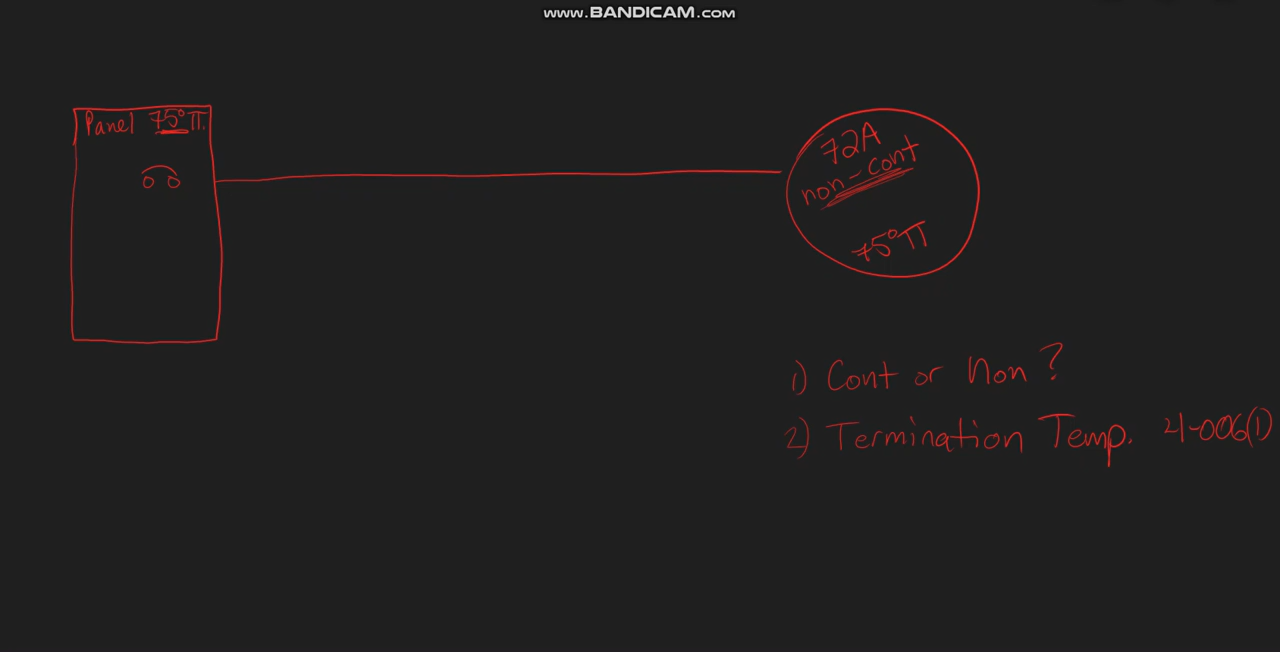 www.BANDICAM.com
Panel 75° TT.
72A
non-cont
75° TT
1) Cont or Non?
2) Termination Temp. 4-006(1)